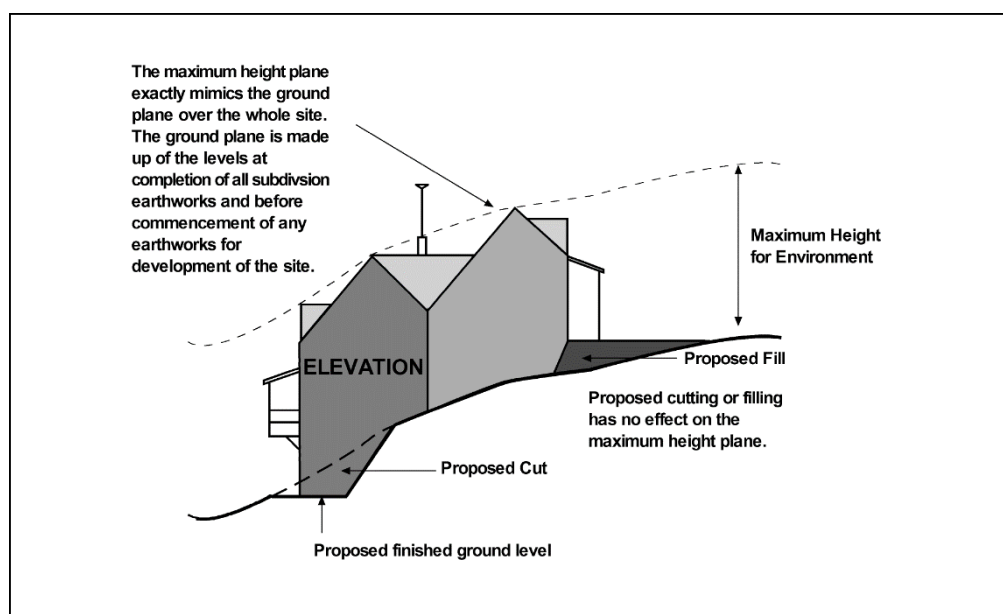 The maximum height plane
exactly mimics the ground
plane over the whole site.
The ground plane is made
up of the levels at
completion of all subdivsion
earthworks and before
commencement of any
earthworks for
development of the site.
Maximum Height
for Environment
ELEVATION
Proposed Fill
Proposed cutting or filling
has no effect on the
maximum height plane.
Proposed Cut
Proposed finished ground level